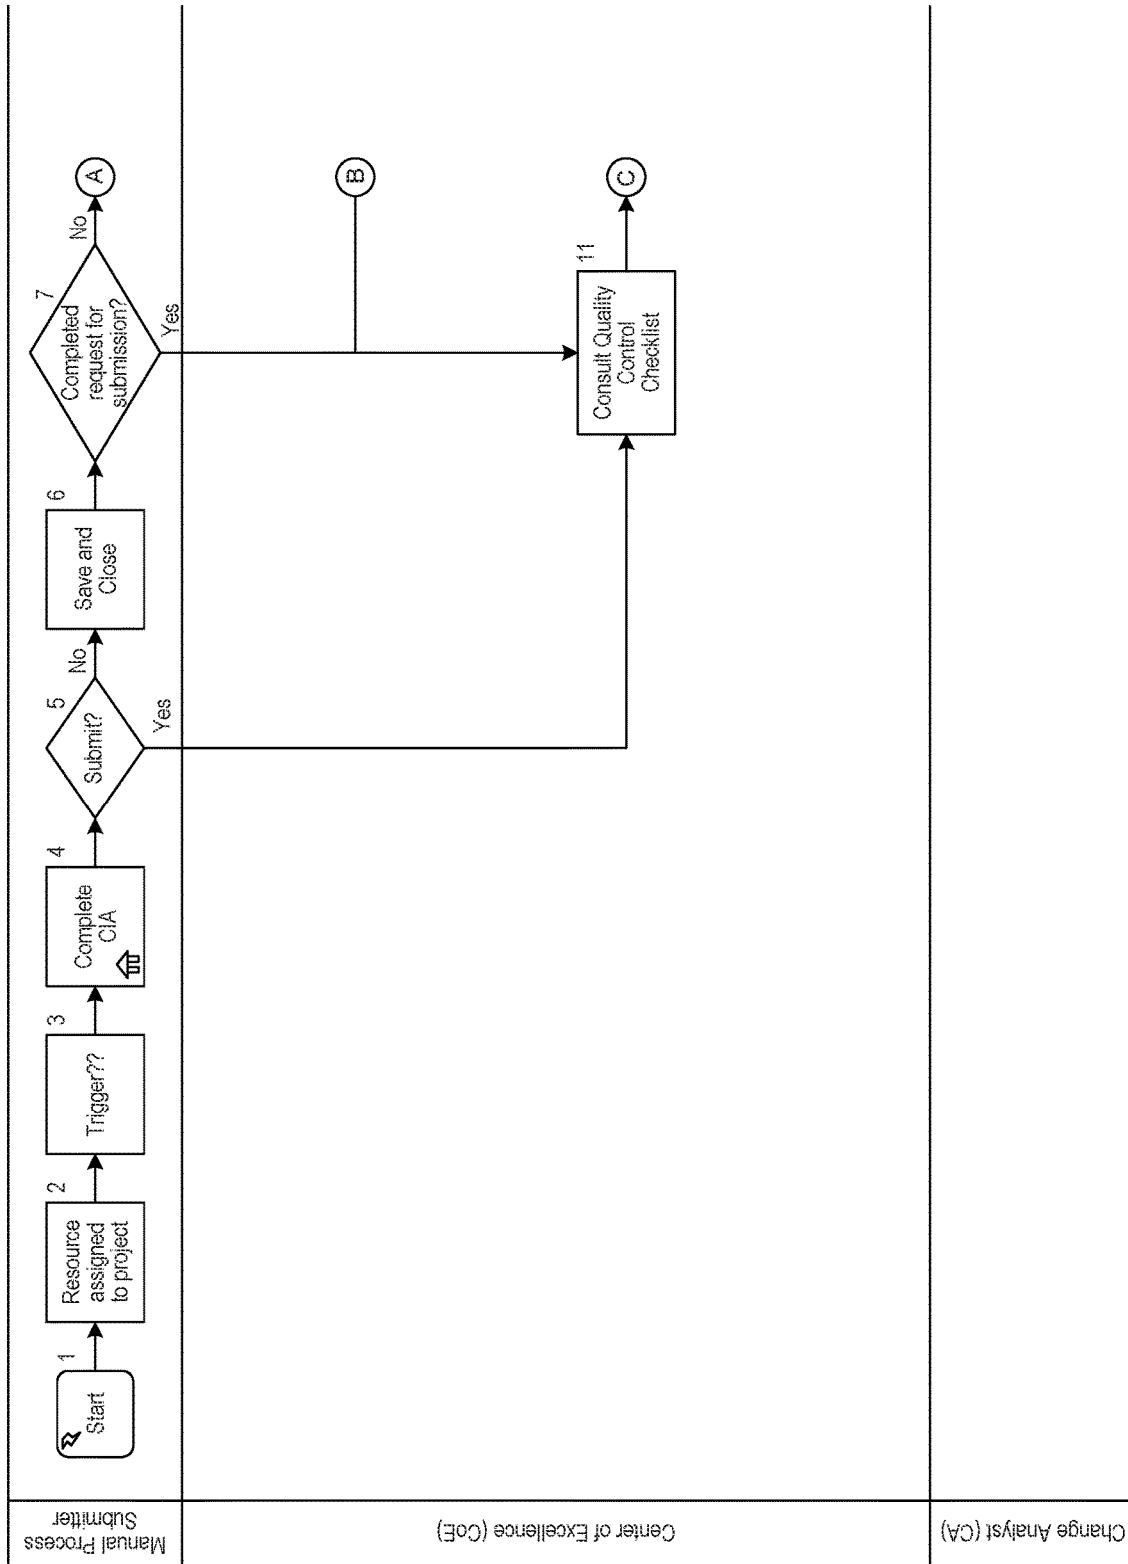 Manual Process
Submitter
Start
1
Resource
assigned
to project
2
Trigger??
3
Complete
CIA
4
Submit?
5
No
Yes
Save and
Close
6
Completed
request for
submission?
7
No
Yes
A
Center of Excellence (CoE)
B
Consult Quality
Control
Checklist
11
C
Change Analyst (CA)